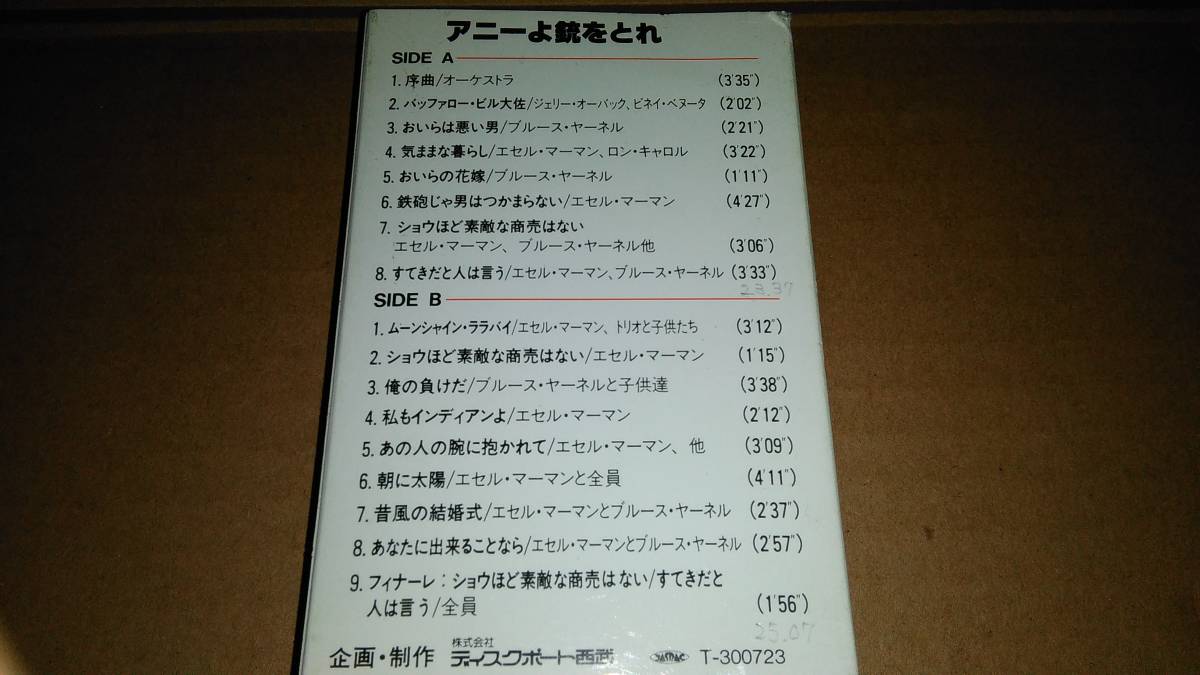 アニーよ銃をとれ
SIDE A
1. 序曲/オーケストラ (3'35")
2. バッファロー・ビル大佐/ジェリー・オーバック、ビネイ・ベヌータ (2'02")
3. おいらは悪い男/ブルース・ヤーネル (2'21")
4. 気ままな暮らし/エセル・マーマン、ロン・キャロル (3'22")
5. おいらの花嫁/ブルース・ヤーネル (1'11")
6. 鉄砲じゃ男はつかまらない/エセル・マーマン (4'27")
7. ショウほど素敵な商売はない
エセル・マーマン、ブルース・ヤーネル他 (3'06")
8. すてきだと人は言う/エセル・マーマン、ブルース・ヤーネル (3'33")
23.37
SIDE B
1. ムーンシャイン・ララバイ/エセル・マーマン、トリオと子供たち (3'12")
2. ショウほど素敵な商売はない/エセル・マーマン (1'15")
3. 俺の負けだ/ブルース・ヤーネルと子供達 (3'38")
4. 私もインディアンよ/エセル・マーマン (2'12")
5. あの人の腕に抱かれて/エセル・マーマン、他 (3'09")
6. 朝に太陽/エセル・マーマンと全員 (4'11")
7. 昔風の結婚式/エセル・マーマンとブルース・ヤーネル (2'37")
8. あなたに出来ることなら/エセル・マーマンとブルース・ヤーネル (2'57")
9. フィナーレ:ショウほど素敵な商売はない/すてきだと
人は言う/全員 (1'56")
25.07
企画・制作 株式会社 ディスクポート西武 JASRAC T-300723